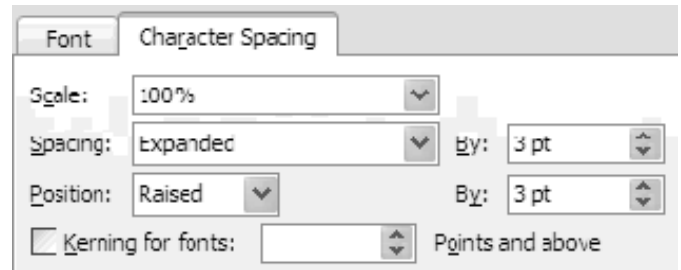 Font Character Spacing
Scale: 100%
Spacing: Expanded By: 3 pt
Position: Raised By: 3 pt
Kerning for fonts: Points and above